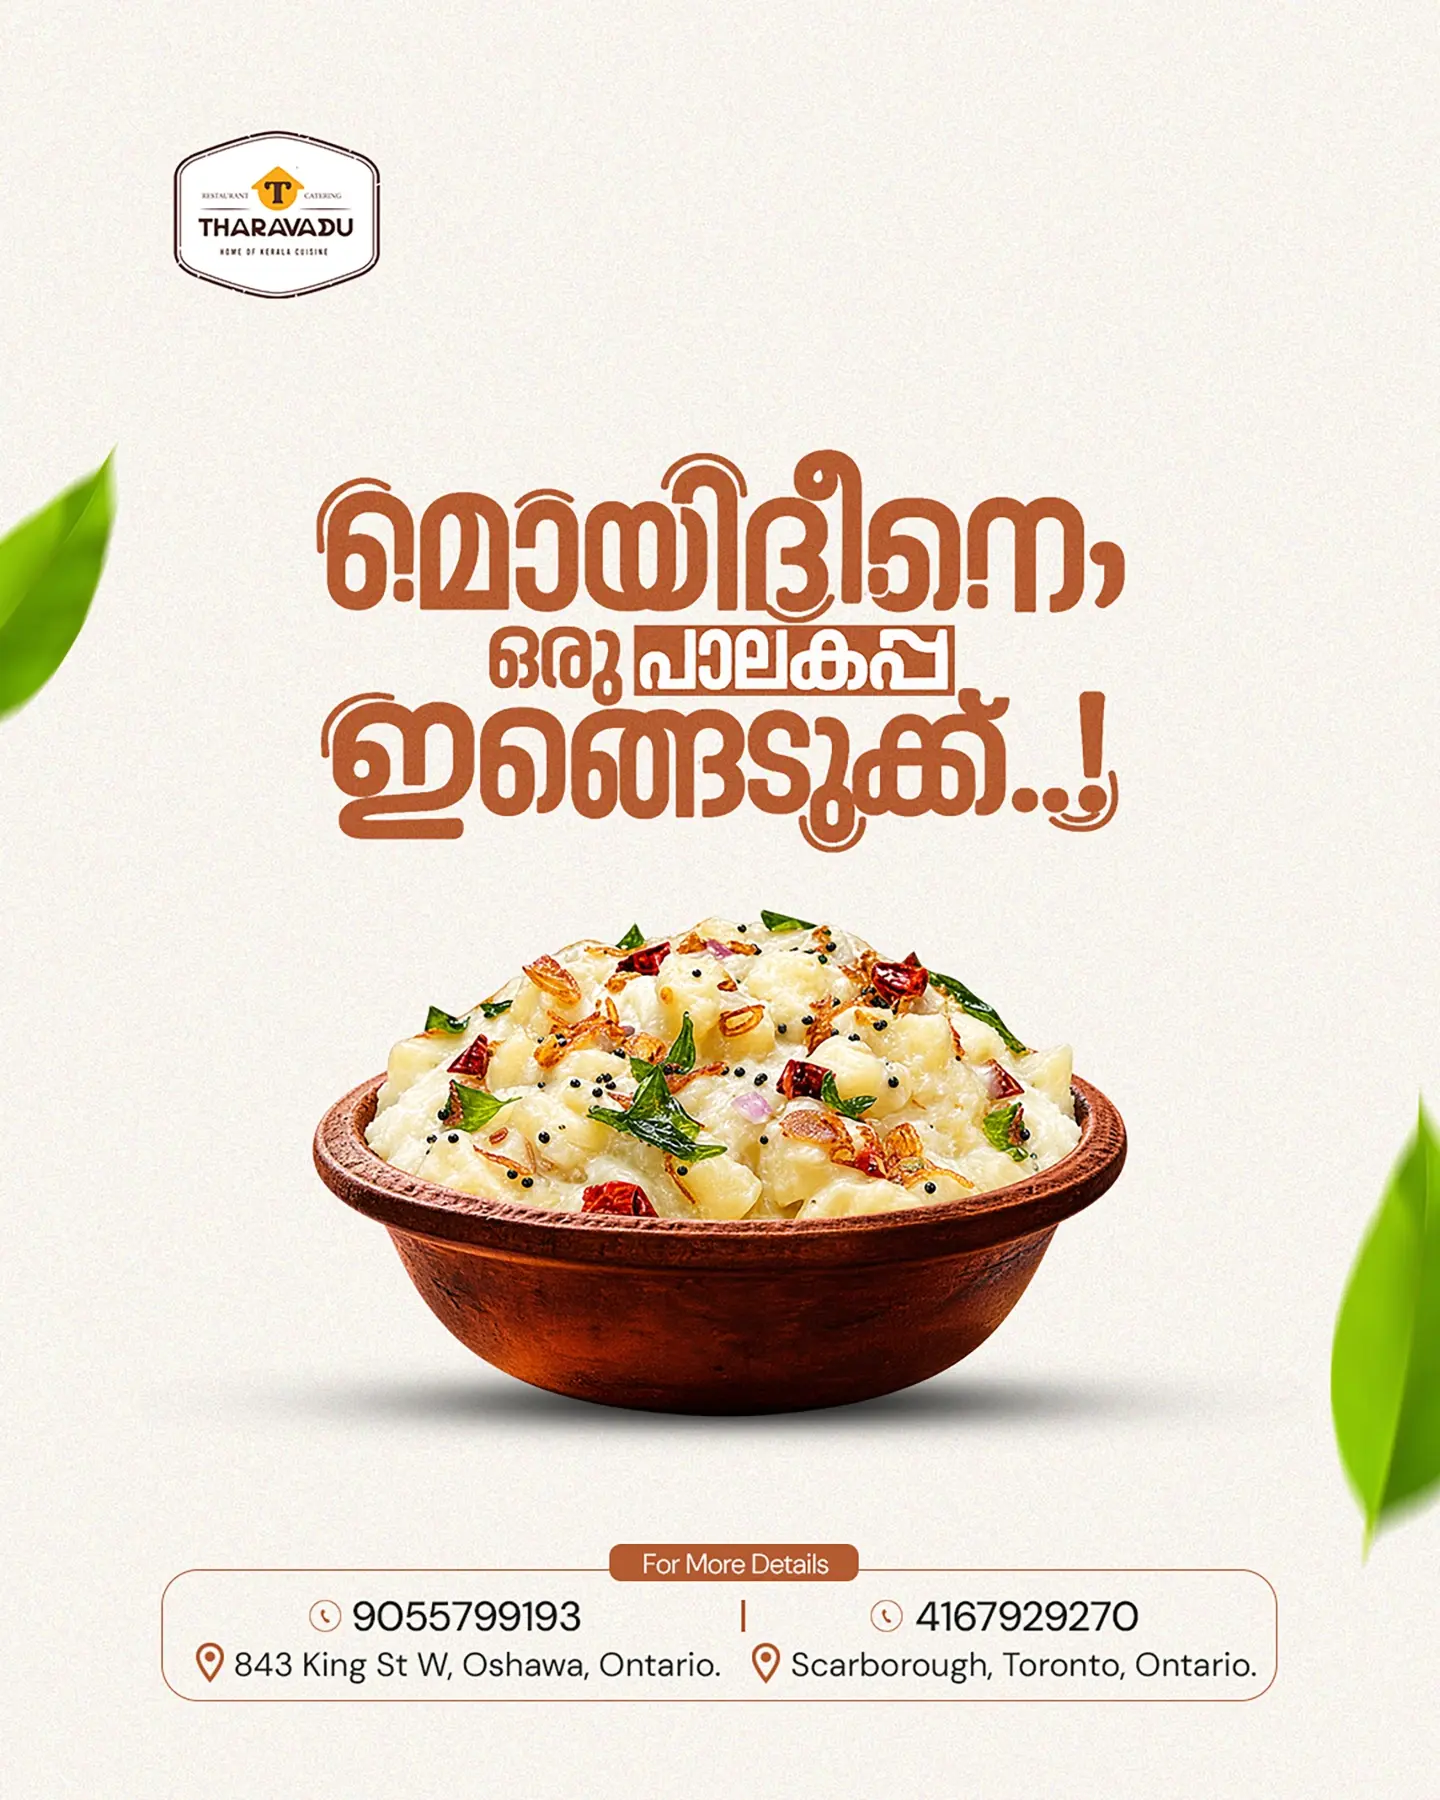 RESTAURANT T CATERING
THARAVADU
HOME OF KERALA CUISINE
മൊയ്ദീനെ,
ഒരു പാലകപ്പ
ഇങ്ങെടുക്ക്...!
For More Details
9055799193 | 4167929270
843 King St W, Oshawa, Ontario. Scarborough, Toronto, Ontario.